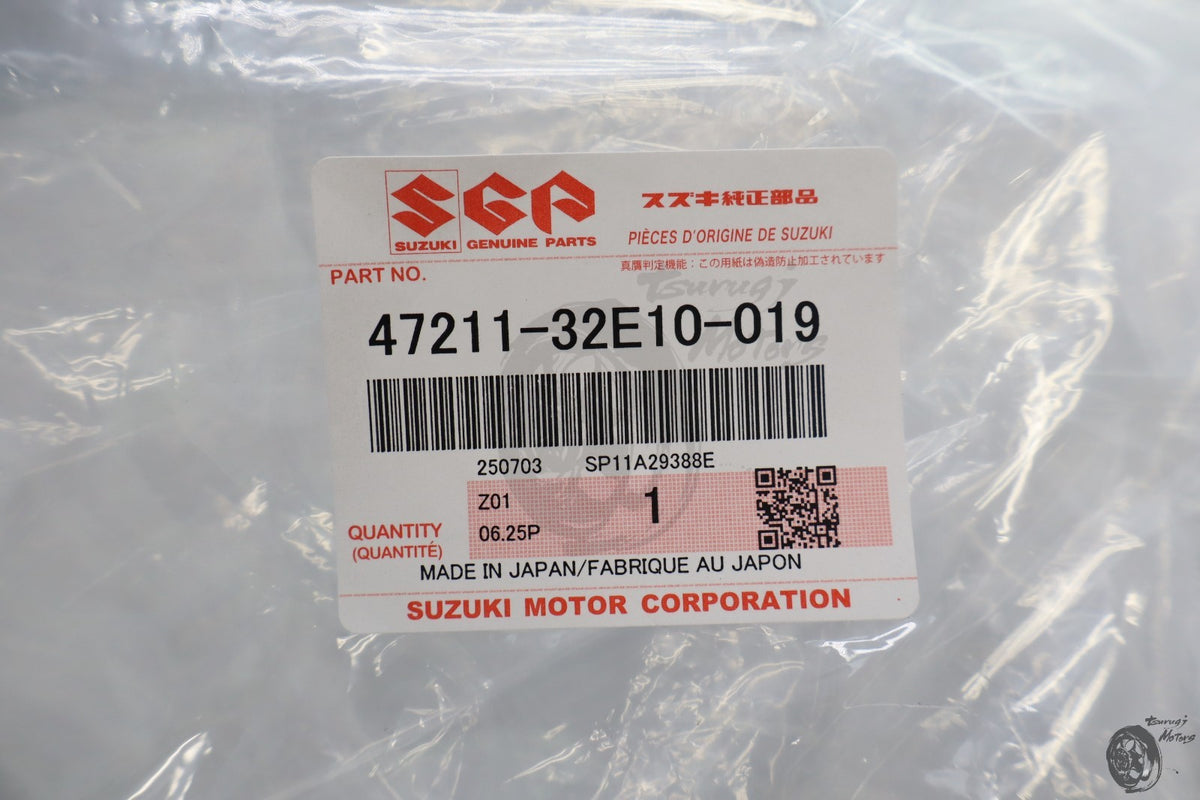 SUZUKI
SGP
GENUINE PARTS
スズキ純正部品
PIÈCES D'ORIGINE DE SUZUKI
真贋判定機能：この用紙は偽造防止加工されています
PART NO.
Tsurugi
Motors
47211-32E10-019
250703 SP11A29388E
Z01
1
QUANTITY
(QUANTITÉ)
06.25P
MADE IN JAPAN/FABRIQUE AU JAPON
SUZUKI MOTOR CORPORATION
Tsurugi
Motors